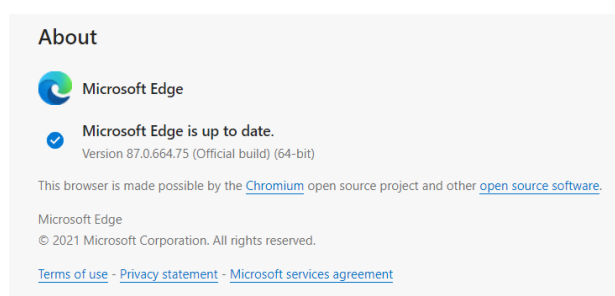 About
Microsoft Edge
Microsoft Edge is up to date.
Version 87.0.664.75 (Official build) (64-bit)
This browser is made possible by the Chromium open source project and other open source software.
Microsoft Edge
© 2021 Microsoft Corporation. All rights reserved.
Terms of use - Privacy statement - Microsoft services agreement